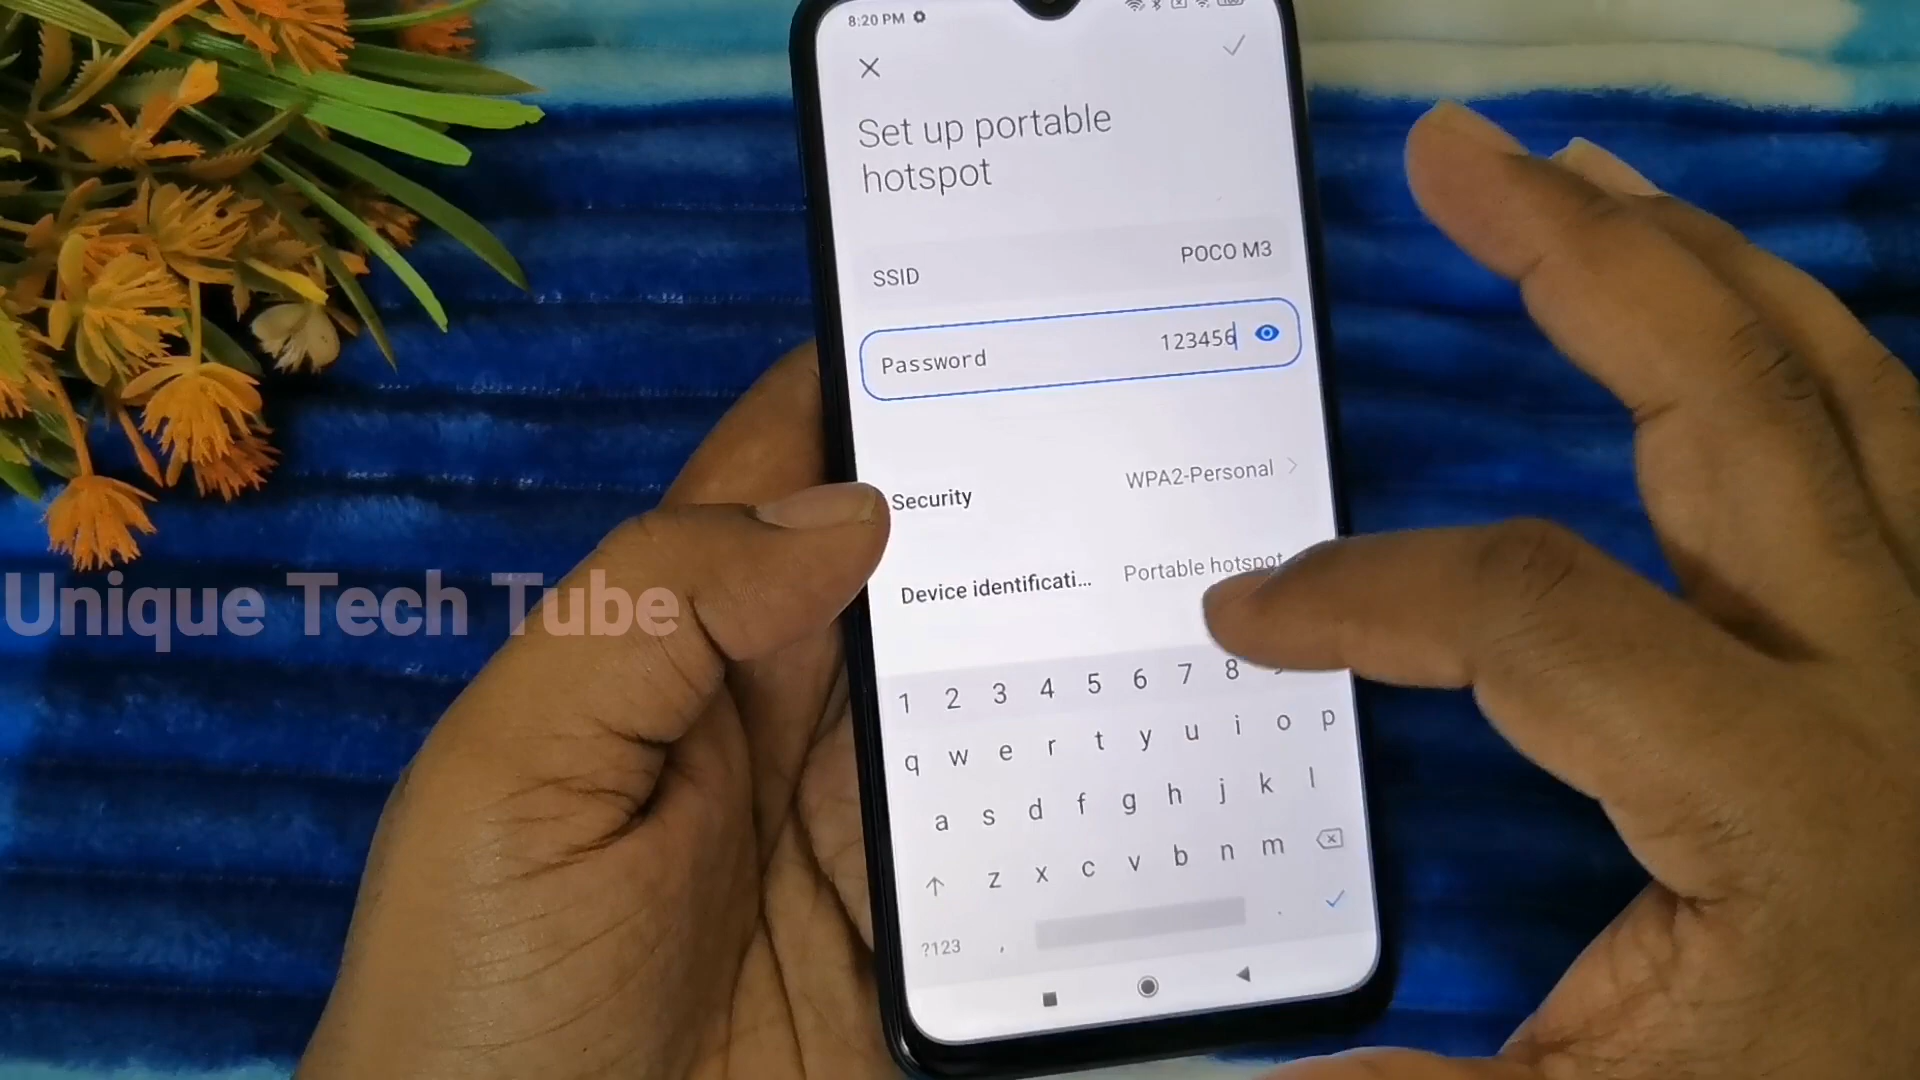 8:20 PM
Set up portable
hotspot
SSID
POCO M3
Password
123456
Security
WPA2-Personal
Device identificati...
Portable hotspot
Unique Tech Tube
1 2 3 4 5 6 7 8
q w e r t y u i o p
a s d f g h j k l
z x c v b n m
?123 , .